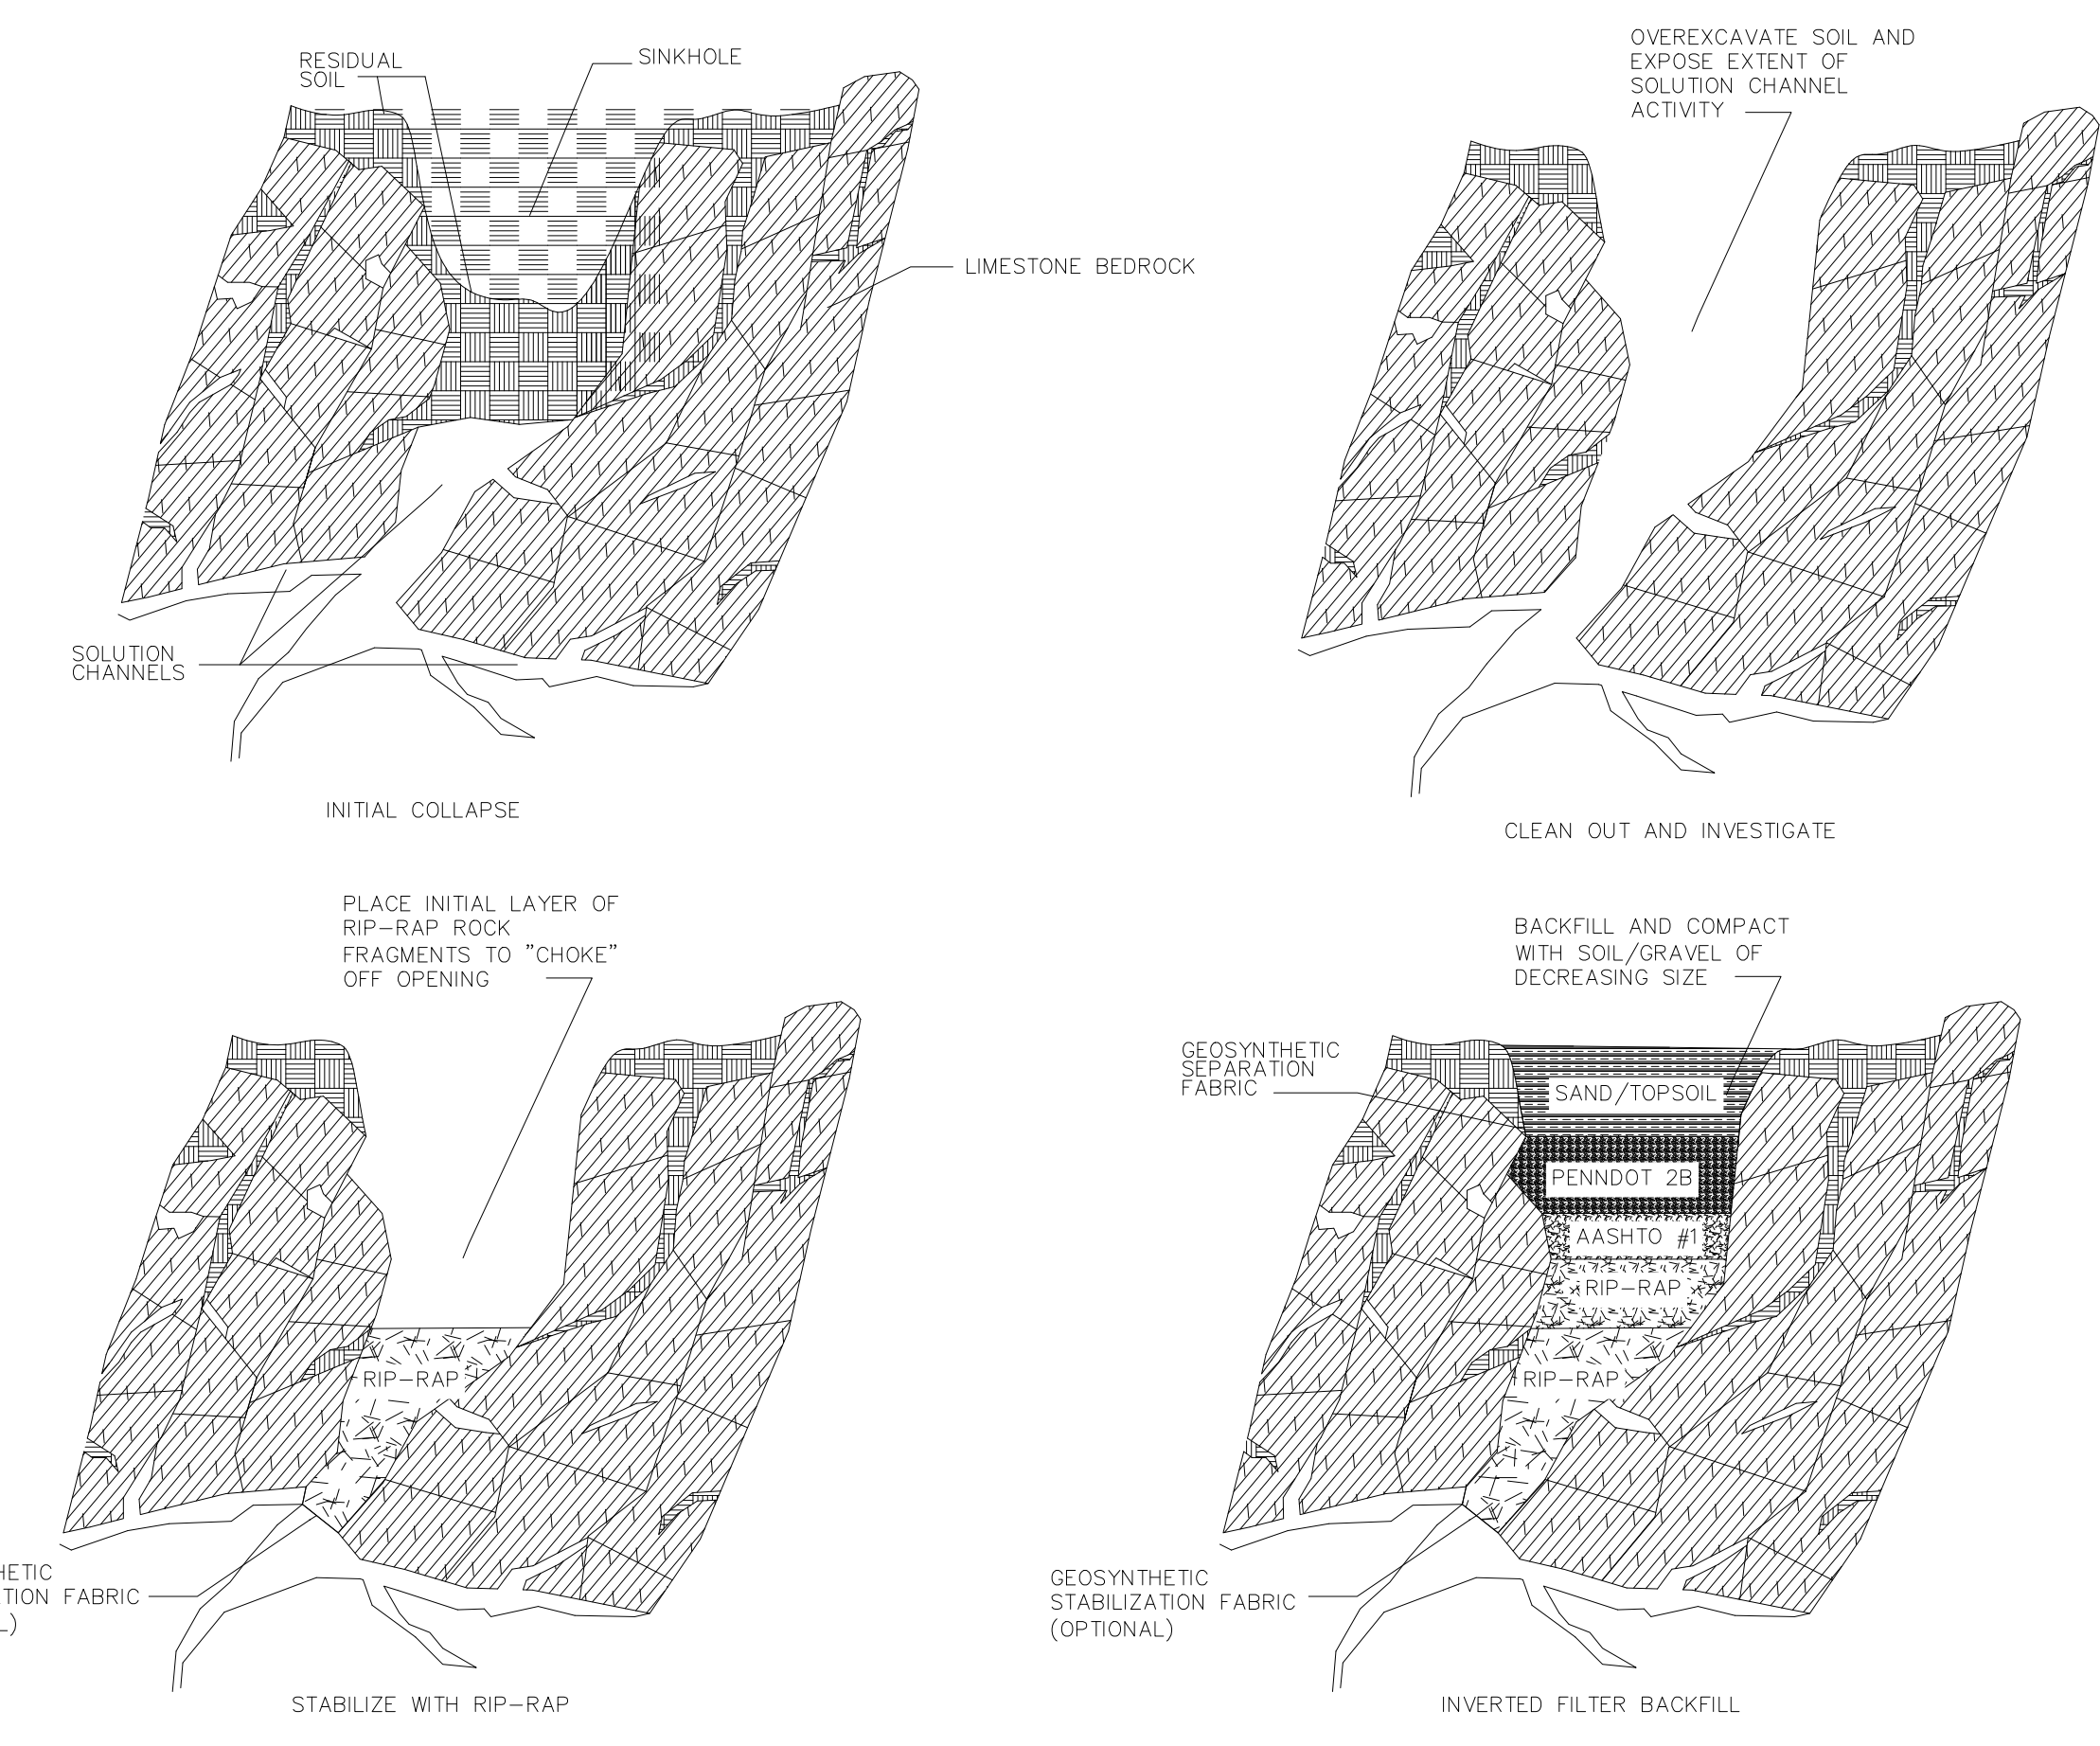 RESIDUAL
SOIL
SINKHOLE
LIMESTONE BEDROCK
SOLUTION
CHANNELS
INITIAL COLLAPSE
OVEREXCAVATE SOIL AND
EXPOSE EXTENT OF
SOLUTION CHANNEL
ACTIVITY
CLEAN OUT AND INVESTIGATE
PLACE INITIAL LAYER OF
RIP-RAP ROCK
FRAGMENTS TO "CHOKE"
OFF OPENING
RIP-RAP
HETIC
TION FABRIC
L)
STABILIZE WITH RIP-RAP
BACKFILL AND COMPACT
WITH SOIL/GRAVEL OF
DECREASING SIZE
GEOSYNTHETIC
SEPARATION
FABRIC
SAND/TOPSOIL
PENNDOT 2B
AASHTO #1
RIP-RAP
RIP-RAP
GEOSYNTHETIC
STABILIZATION FABRIC
(OPTIONAL)
INVERTED FILTER BACKFILL